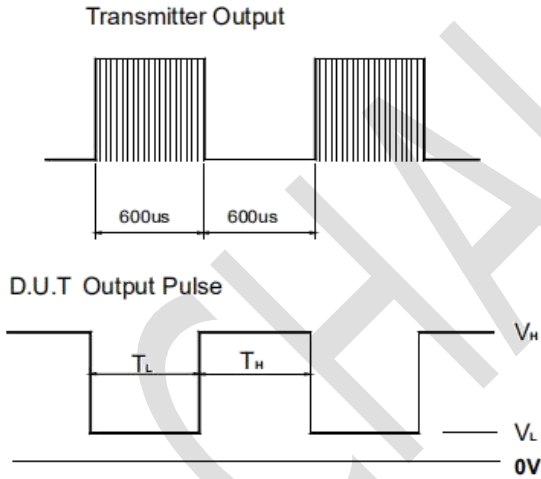 Transmitter Output
600us 600us
D.U.T Output Pulse
VH
TL TH
VL
0V